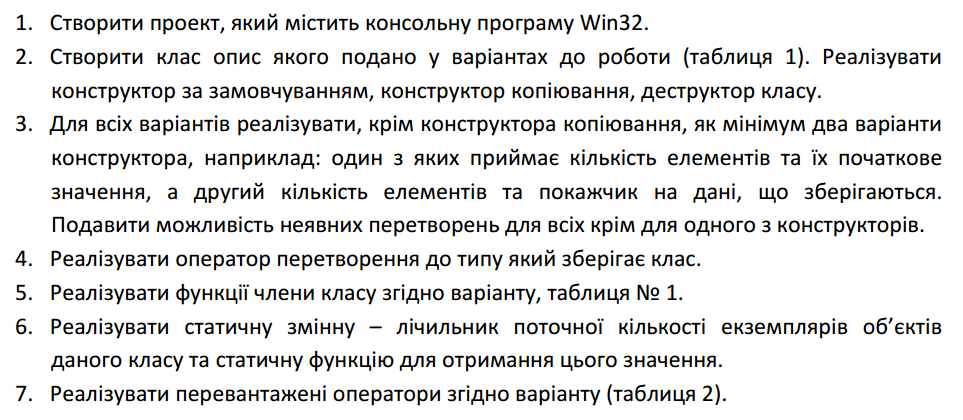 1. Створити проект, який містить консольну програму Win32.
2. Створити клас опис якого подано у варіантах до роботи (таблиця 1). Реалізувати
конструктор за замовчуванням, конструктор копіювання, деструктор класу.
3. Для всіх варіантів реалізувати, крім конструктора копіювання, як мінімум два варіанти
конструктора, наприклад: один з яких приймає кількість елементів та їх початкове
значення, а другий кількість елементів та покажчик на дані, що зберігаються.
Подавити можливість неявних перетворень для всіх крім для одного з конструкторів.
4. Реалізувати оператор перетворення до типу який зберігає клас.
5. Реалізувати функції члени класу згідно варіанту, таблиця № 1.
6. Реалізувати статичну змінну – лічильник поточної кількості екземплярів об’єктів
даного класу та статичну функцію для отримання цього значення.
7. Реалізувати перевантажені оператори згідно варіанту (таблиця 2).